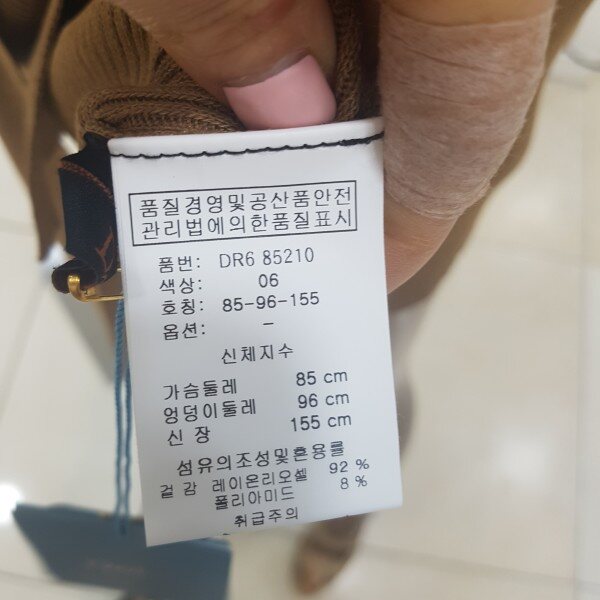 품질경영및공산품안전
관리법에의한품질표시
품번: DR6 85210
색상: 06
호칭: 85-96-155
옵션: -
신체지수
가슴둘레 85 cm
엉덩이둘레 96 cm
신 장 155 cm
섬유의조성및혼용률
겉 감 레이온리오셀 92 %
폴리아미드 8 %
취급주의